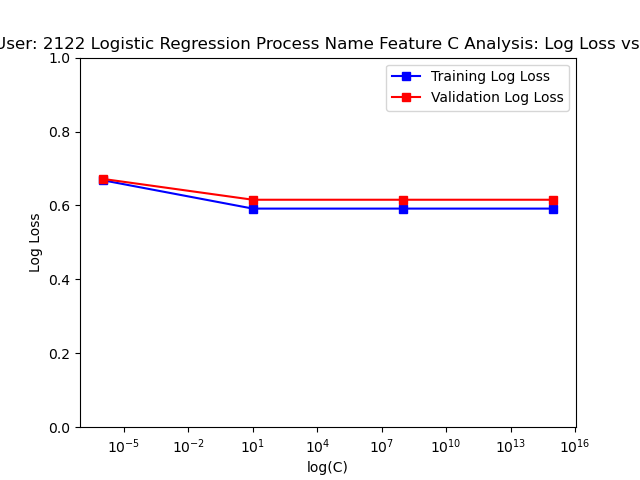 User: 2122 Logistic Regression Process Name Feature C Analysis: Log Loss vs
1.0
Training Log Loss
Validation Log Loss
0.8
0.6
Log Loss
0.4
0.2
0.0
10^-5 10^-2 10^1 10^4 10^7 10^10 10^13 10^16
log(C)